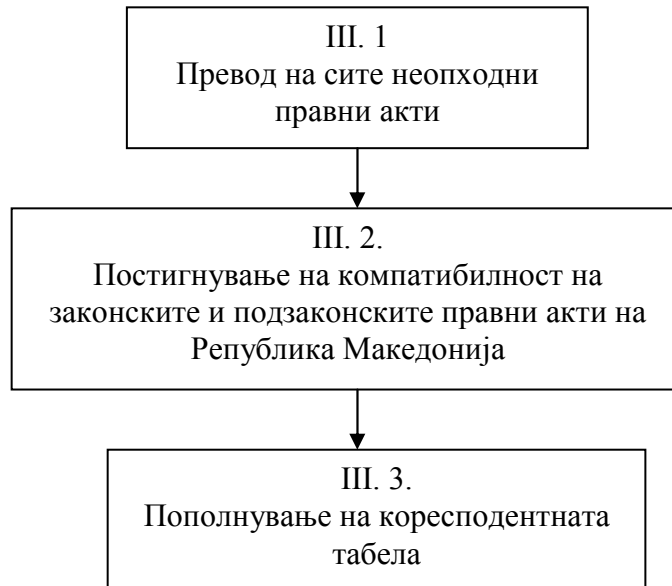 III. 1
Превод на сите неопходни
правни акти
III. 2.
Постигнување на компатибилност на
законските и подзаконските правни акти на
Република Македонија
III. 3.
Пополнување на коресподентната
табела